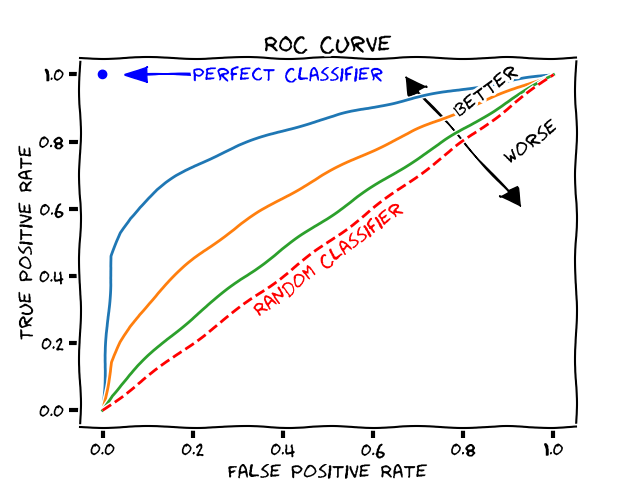 ROC CURVE
PERFECT CLASSIFIER
BETTER
WORSE
RANDOM CLASSIFIER
TRUE POSITIVE RATE
1.0
0.8
0.6
0.4
0.2
0.0
0.0 0.2 0.4 0.6 0.8 1.0
FALSE POSITIVE RATE